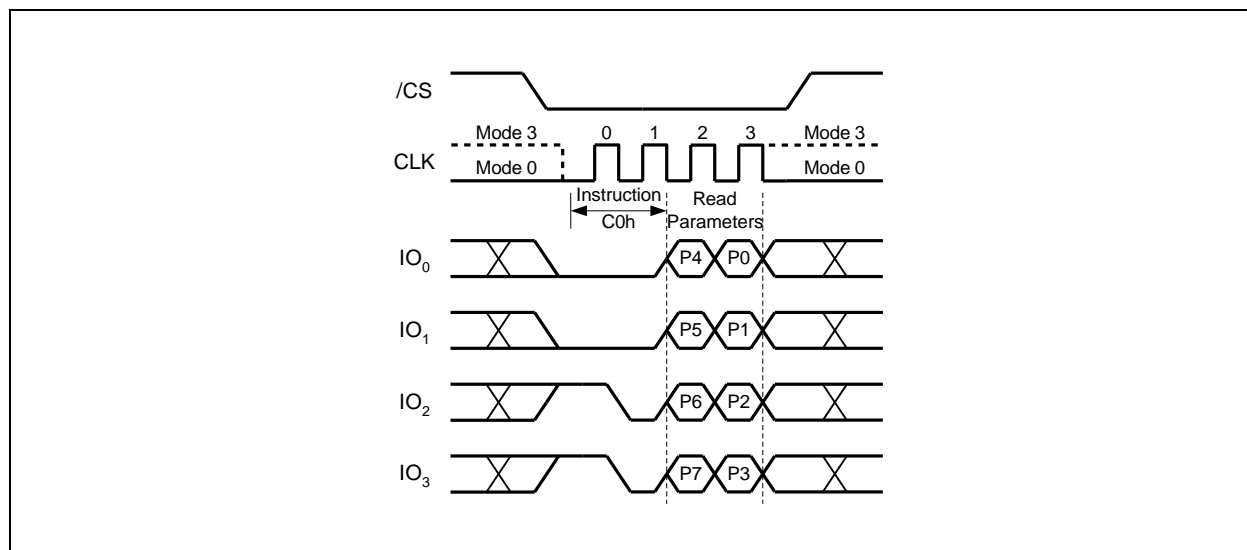 /CS
Mode 3 0 1 2 3 Mode 3
CLK
Mode 0 Mode 0
Instruction Read
C0h Parameters
IO0 P4 P0
IO1 P5 P1
IO2 P6 P2
IO3 P7 P3